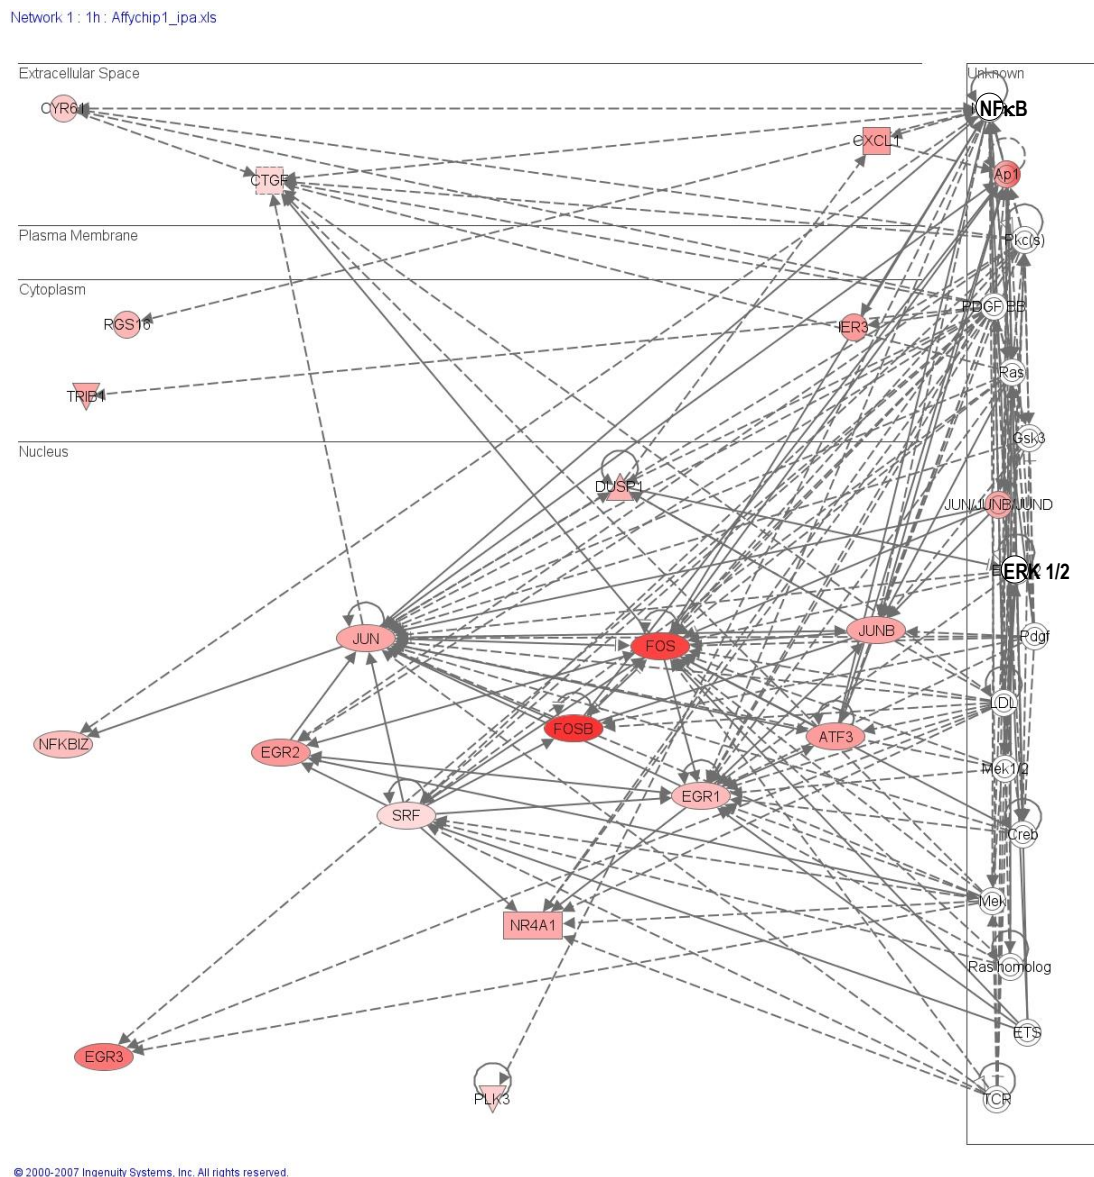 Network 1 : 1h : Affychip1_ipa.xls
Extracellular Space
Unknown
CYR61
NFκB
CXCL1
Ap1
CTGF
Plasma Membrane
Pkc(s)
Cytoplasm
PDGF BB
RGS16
IER3
Ras
TRIB1
Gsk3
Nucleus
DUSP1
JUN/JUNB/JUND
ERK 1/2
JUN
FOS
JUNB
Pdgf
LDL
FOSB
ATF3
NFKBIZ
EGR2
Mek1/2
EGR1
SRF
Creb
Mek
NR4A1
Ras homolog
ETS
EGR3
PLK3
TCR
© 2000-2007 Ingenuity Systems, Inc. All rights reserved.